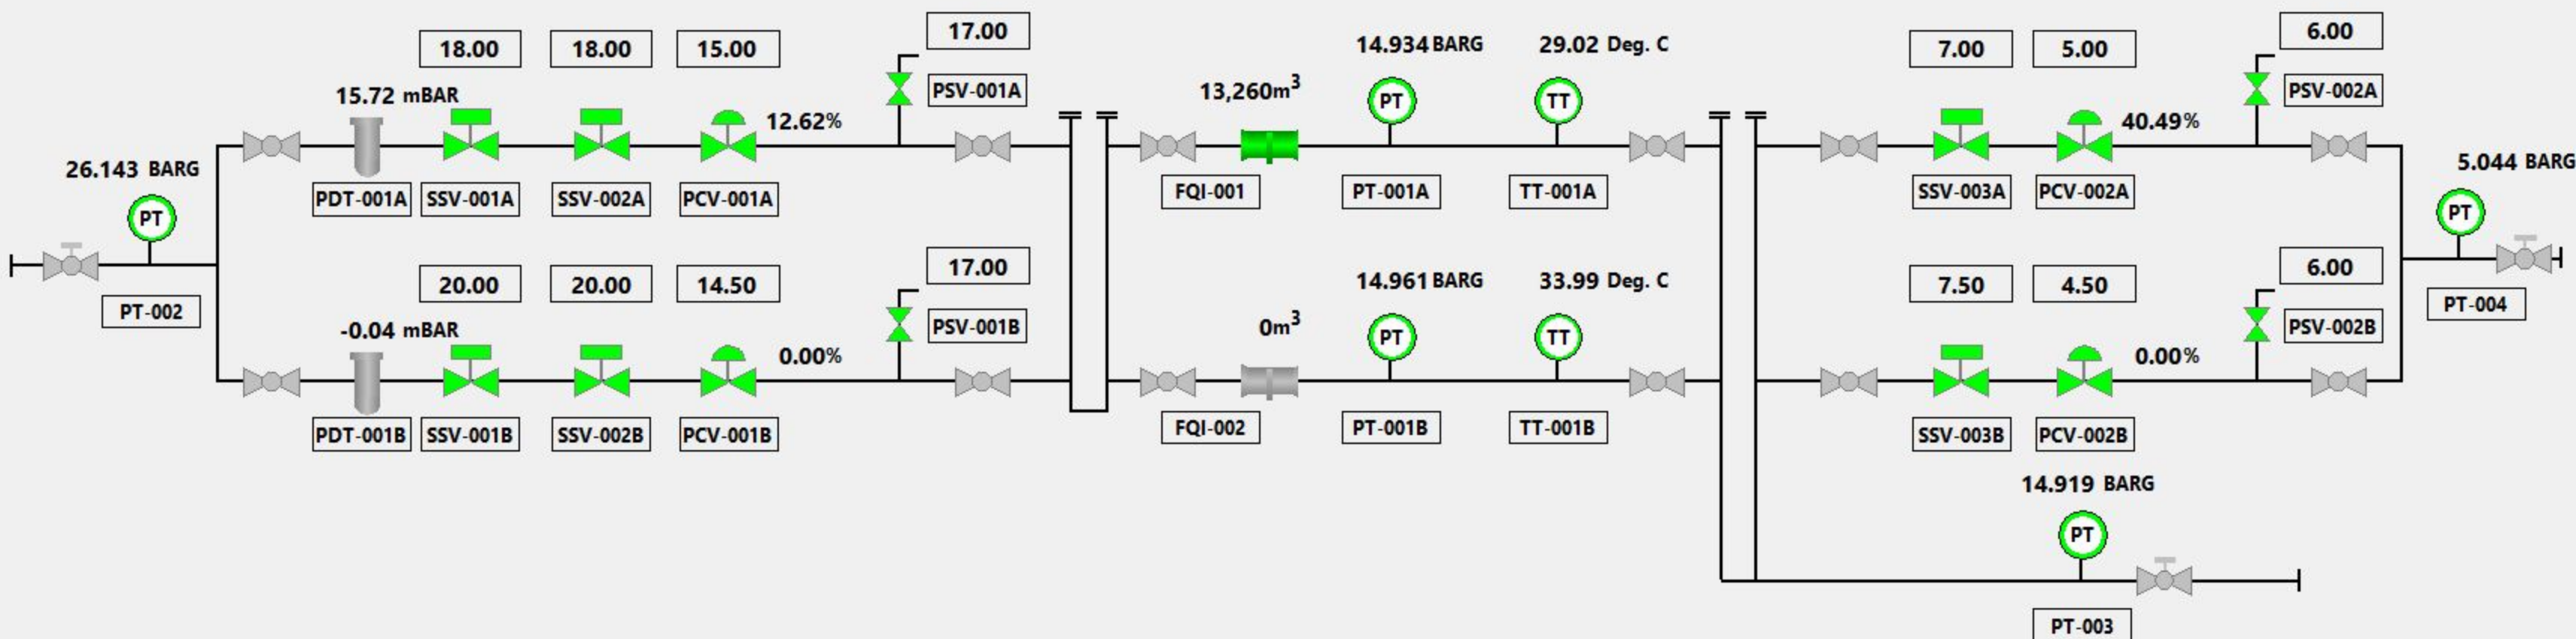 17.00
6.00
18.00
18.00
15.00
14.934 BARG
29.02 Deg. C
7.00
5.00
PSV-001A
PSV-002A
15.72 mBAR
13,260m³
PT
TT
12.62%
40.49%
26.143 BARG
5.044 BARG
PDT-001A
SSV-001A
SSV-002A
PCV-001A
FQI-001
PT-001A
TT-001A
SSV-003A
PCV-002A
PT
PT
17.00
6.00
20.00
20.00
14.50
14.961 BARG
33.99 Deg. C
7.50
4.50
PT-002
PT-004
PSV-001B
PSV-002B
-0.04 mBAR
0m³
PT
TT
0.00%
0.00%
PDT-001B
SSV-001B
SSV-002B
PCV-001B
FQI-002
PT-001B
TT-001B
SSV-003B
PCV-002B
14.919 BARG
PT
PT-003